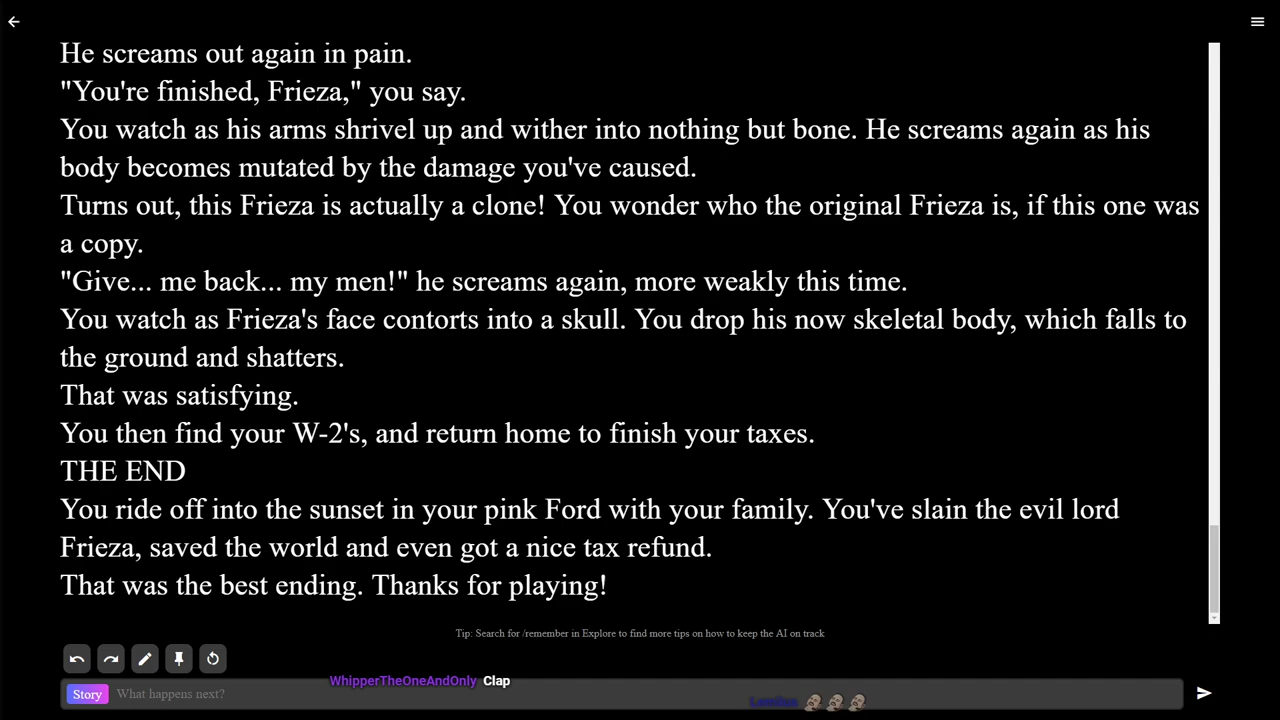 He screams out again in pain.
"You're finished, Frieza," you say.
You watch as his arms shrivel up and wither into nothing but bone. He screams again as his
body becomes mutated by the damage you've caused.
Turns out, this Frieza is actually a clone! You wonder who the original Frieza is, if this one was
a copy.
"Give... me back... my men!" he screams again, more weakly this time.
You watch as Frieza's face contorts into a skull. You drop his now skeletal body, which falls to
the ground and shatters.
That was satisfying.
You then find your W-2's, and return home to finish your taxes.
THE END
You ride off into the sunset in your pink Ford with your family. You've slain the evil lord
Frieza, saved the world and even got a nice tax refund.
That was the best ending. Thanks for playing!
Tip: Search for /remember in Explore to find more tips on how to keep the AI on track
WhipperTheOneAndOnly Clap
Story What happens next?